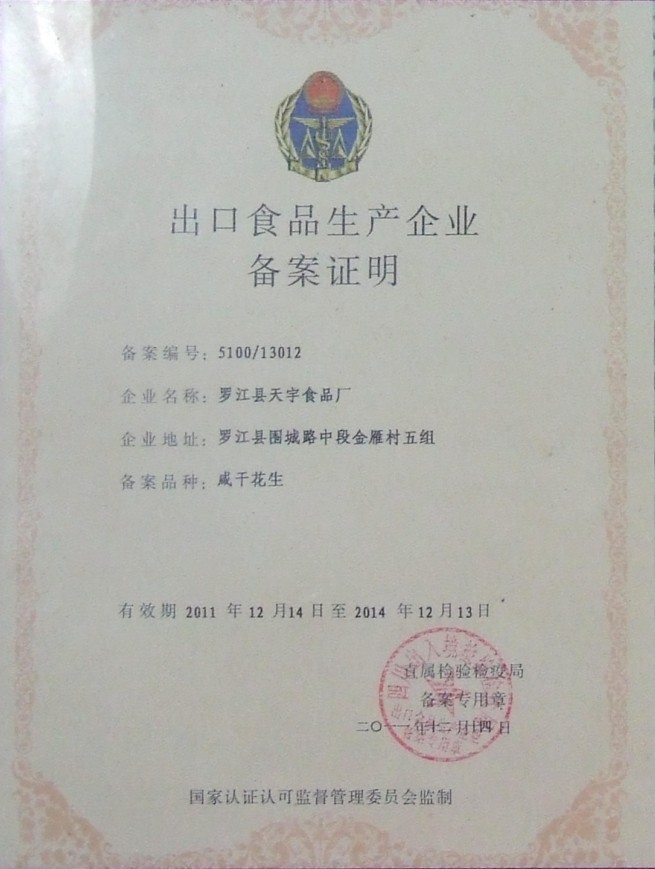 出口食品生产企业
备案证明
备案编号: 5100/13012
企业名称: 罗江县天宇食品厂
企业地址: 罗江县围城路中段金雁村五组
备案品种: 咸干花生
有效期 2011 年 12 月 14 日至 2014 年 12 月 13 日
直属检验检疫局
备案专用章
二〇一一年十二月十四日
国家认证认可监督管理委员会监制